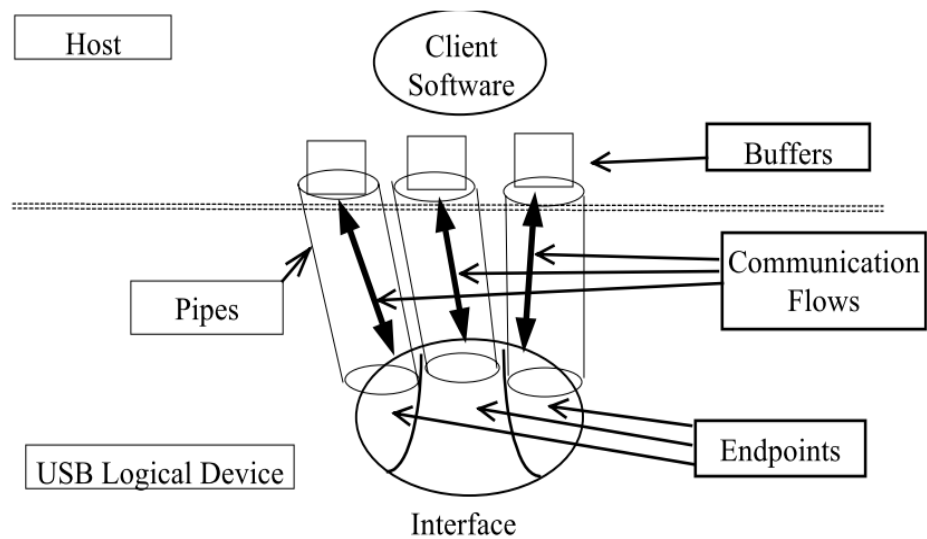 Host
Client
Software
Buffers
Communication
Flows
Pipes
Endpoints
USB Logical Device
Interface